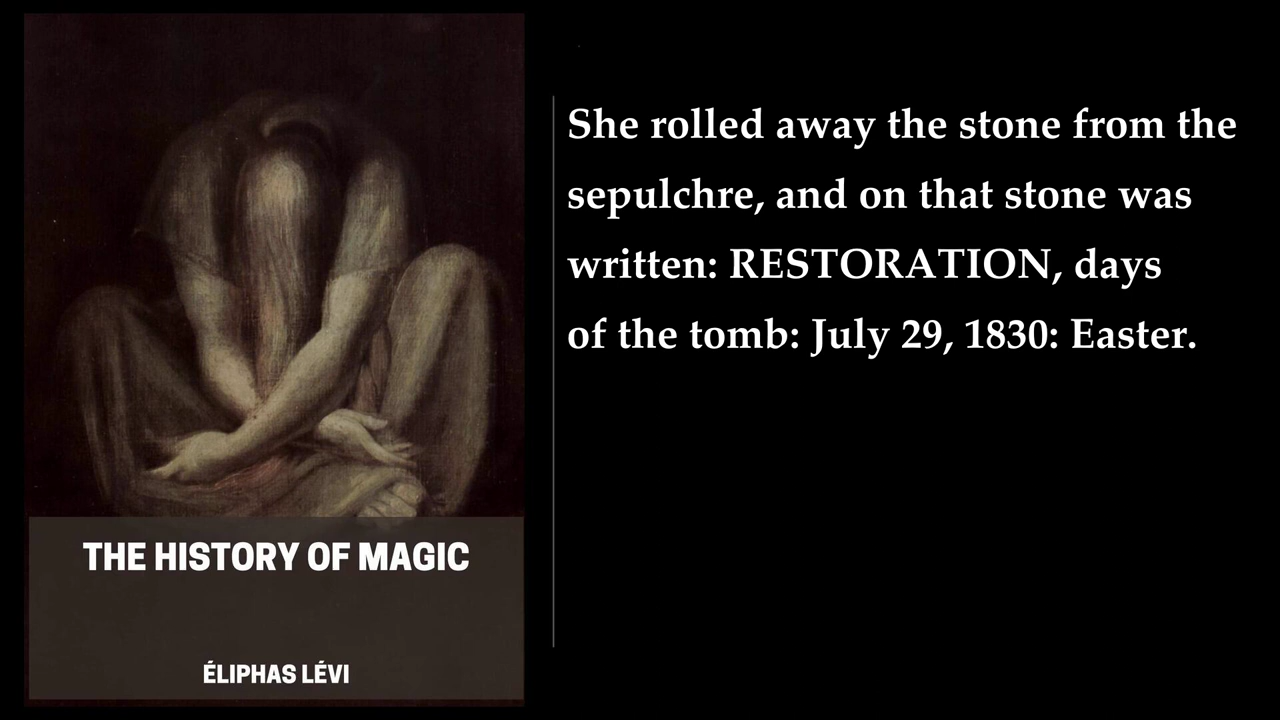 She rolled away the stone from the
sepulchre, and on that stone was
written: RESTORATION, days
of the tomb: July 29, 1830: Easter.
THE HISTORY OF MAGIC
ÉLIPHAS LÉVI